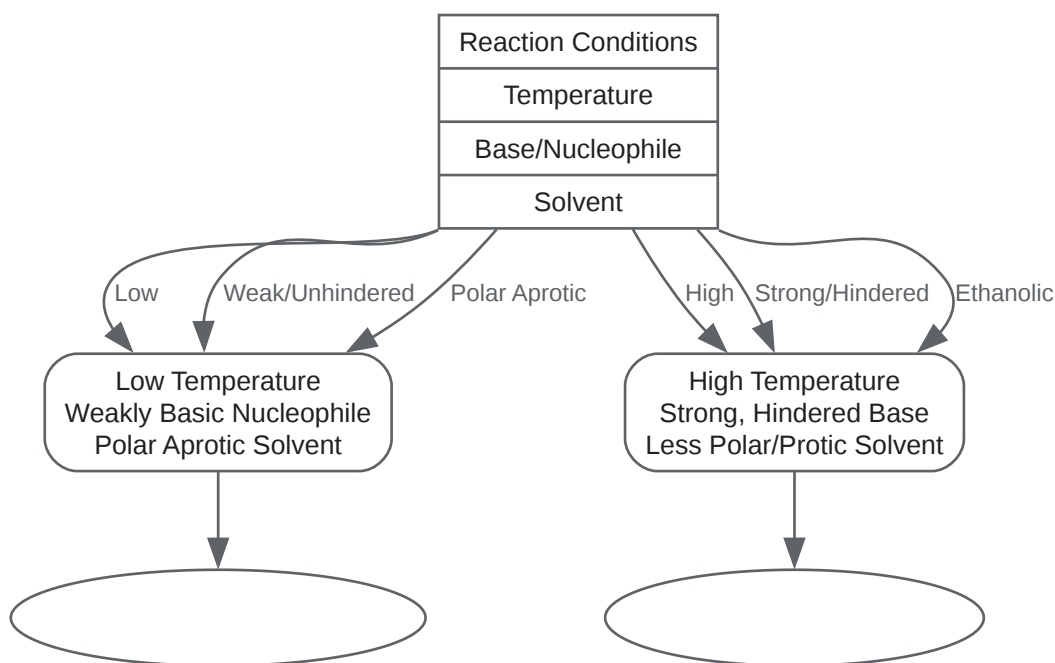 Reaction Conditions
Temperature
Base/Nucleophile
Solvent
Low
Weak/Unhindered
Polar Aprotic
High
Strong/Hindered
Ethanolic
Low Temperature
Weakly Basic Nucleophile
Polar Aprotic Solvent
High Temperature
Strong, Hindered Base
Less Polar/Protic Solvent